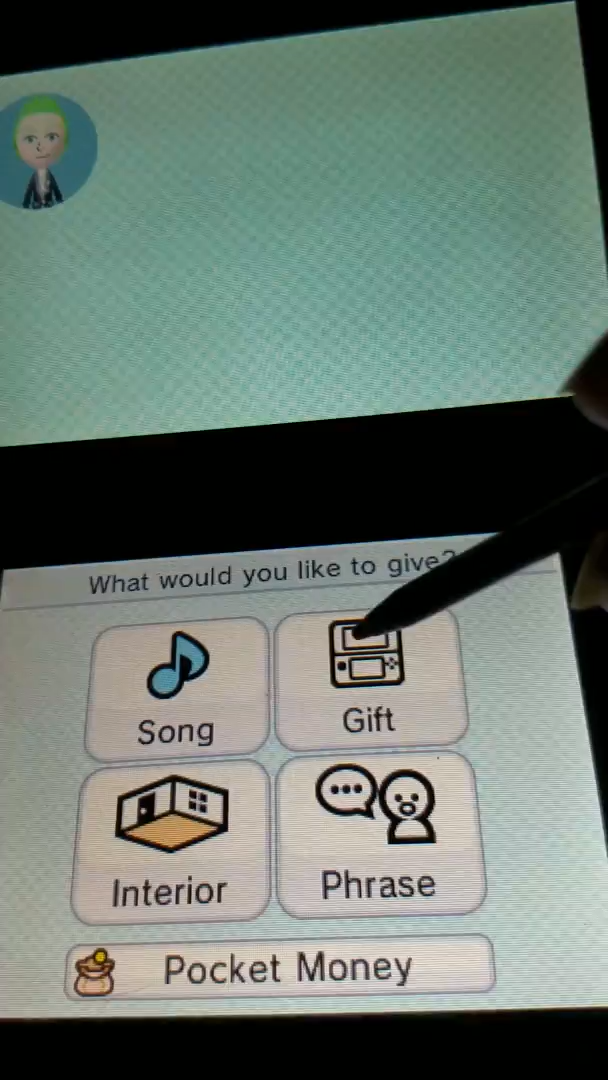 What would you like to give?
Song
Gift
Interior
Phrase
Pocket Money